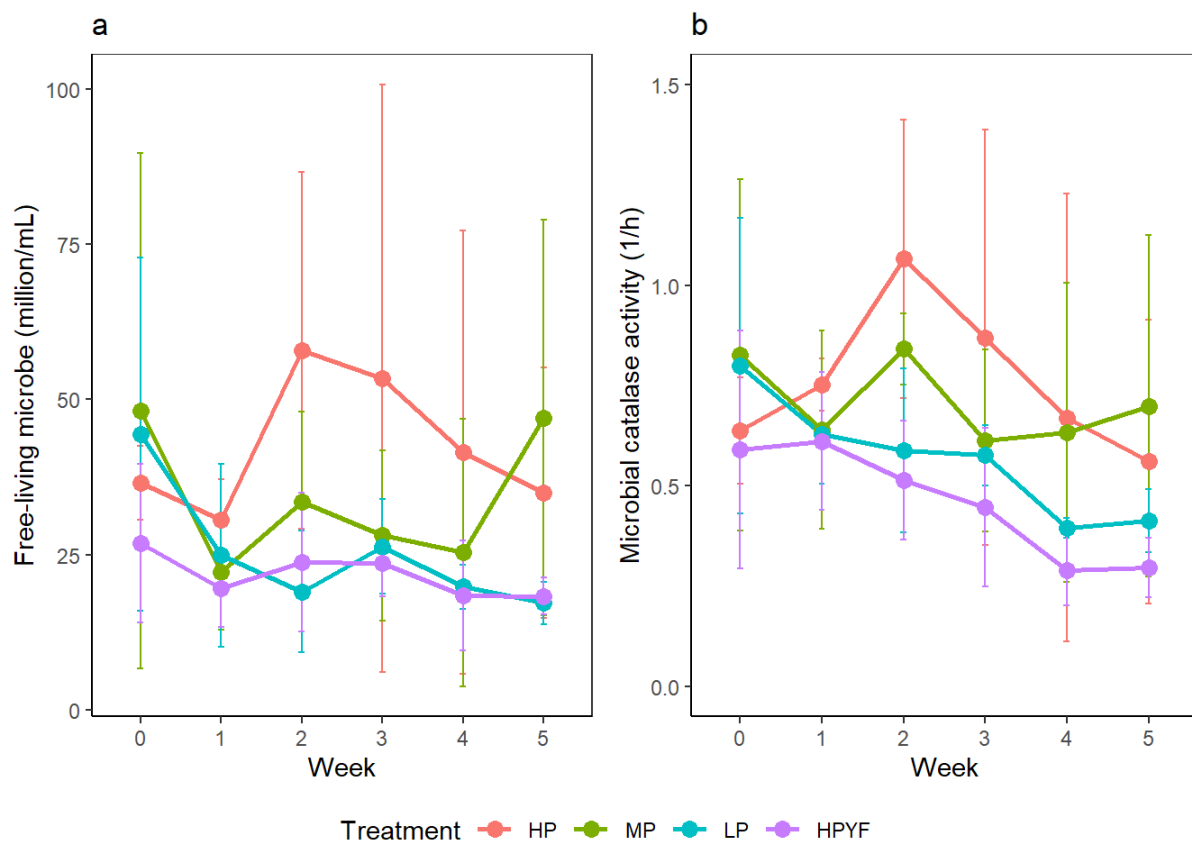 a
Free-living microbe (million/mL)
100
75
50
25
0
0 1 2 3 4 5
Week
b
Microbial catalase activity (1/h)
1.5
1.0
0.5
0.0
0 1 2 3 4 5
Week
Treatment HP MP LP HPYF